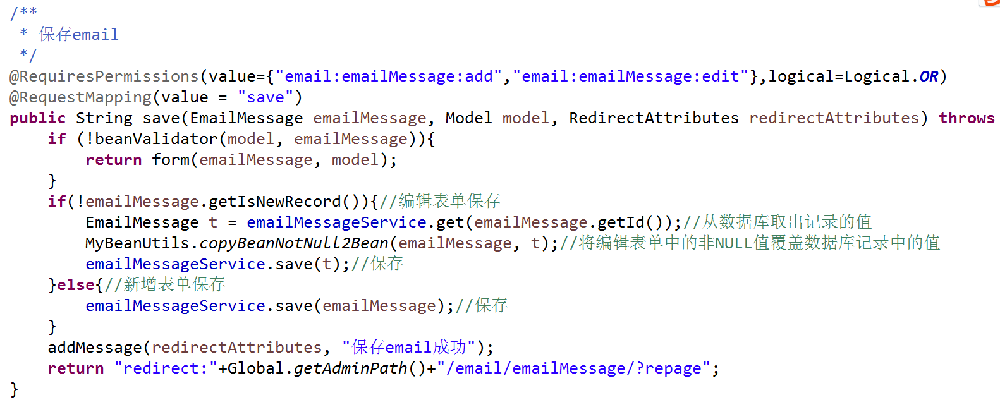 /**
 * 保存email
 */
@RequiresPermissions(value={"email:emailMessage:add","email:emailMessage:edit"},logical=Logical.OR)
@RequestMapping(value = "save")
public String save(EmailMessage emailMessage, Model model, RedirectAttributes redirectAttributes) throws
    if (!beanValidator(model, emailMessage)){
        return form(emailMessage, model);
    }
    if(!emailMessage.getIsNewRecord()){//编辑表单保存
        EmailMessage t = emailMessageService.get(emailMessage.getId());//从数据库取出记录的值
        MyBeanUtils.copyBeanNotNull2Bean(emailMessage, t);//将编辑表单中的非NULL值覆盖数据库记录中的值
        emailMessageService.save(t);//保存
    }else{//新增表单保存
        emailMessageService.save(emailMessage);//保存
    }
    addMessage(redirectAttributes, "保存email成功");
    return "redirect:"+Global.getAdminPath()+"/email/emailMessage/?repage";
}